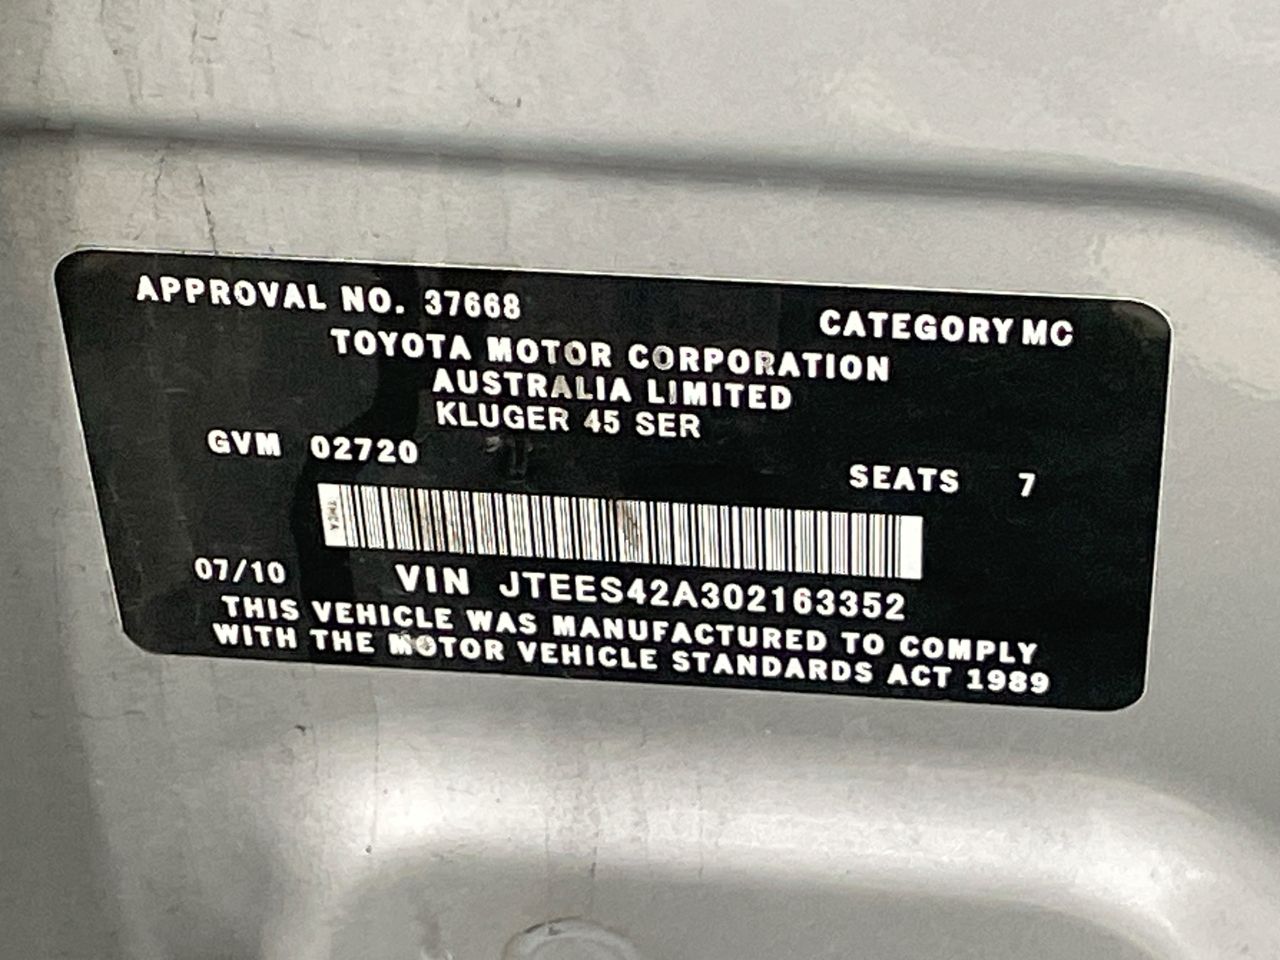 APPROVAL NO. 37668
CATEGORY MC
TOYOTA MOTOR CORPORATION
AUSTRALIA LIMITED
KLUGER 45 SER
GVM 02720
SEATS 7
07/10 VIN JTEES42A302163352
THIS VEHICLE WAS MANUFACTURED TO COMPLY
WITH THE MOTOR VEHICLE STANDARDS ACT 1989